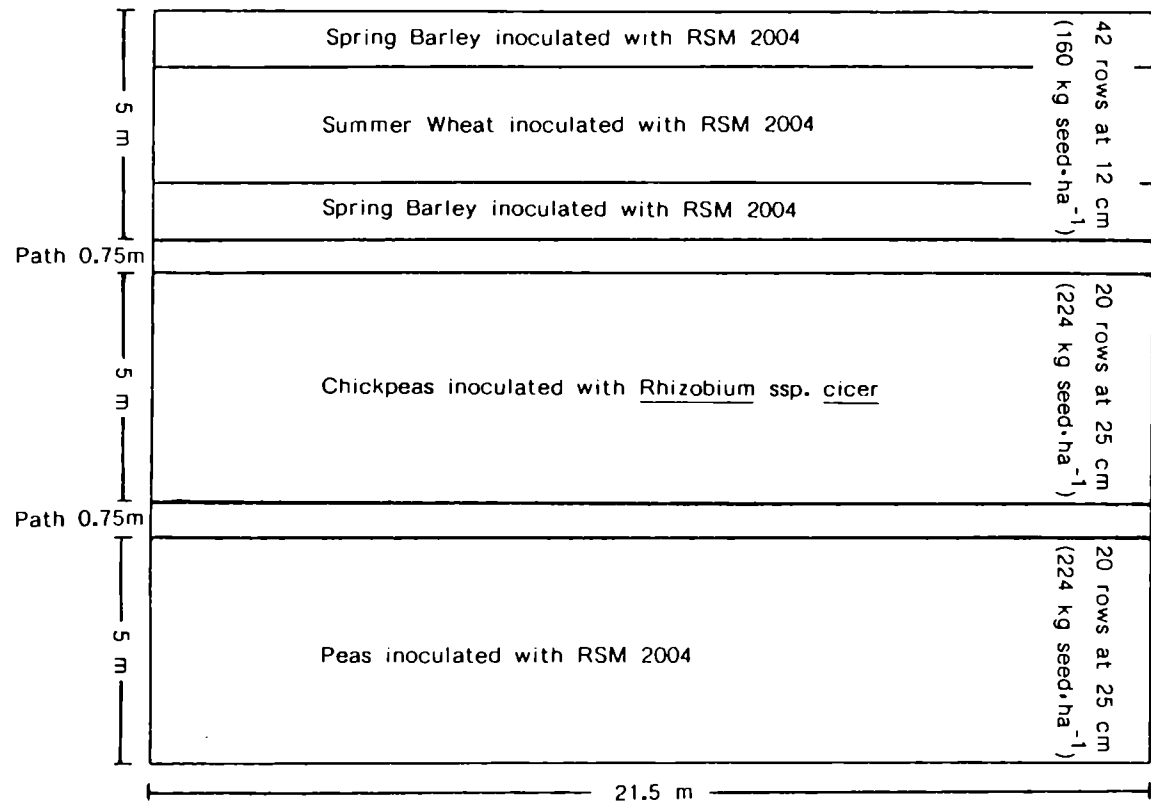 Spring Barley inoculated with RSM 2004
Summer Wheat inoculated with RSM 2004
Spring Barley inoculated with RSM 2004
42 rows at 12 cm
(160 kg seed·ha⁻¹)
5 m
Path 0.75m
Chickpeas inoculated with Rhizobium ssp. cicer
20 rows at 25 cm
(224 kg seed·ha⁻¹)
5 m
Path 0.75m
Peas inoculated with RSM 2004
20 rows at 25 cm
(224 kg seed·ha⁻¹)
5 m
21.5 m